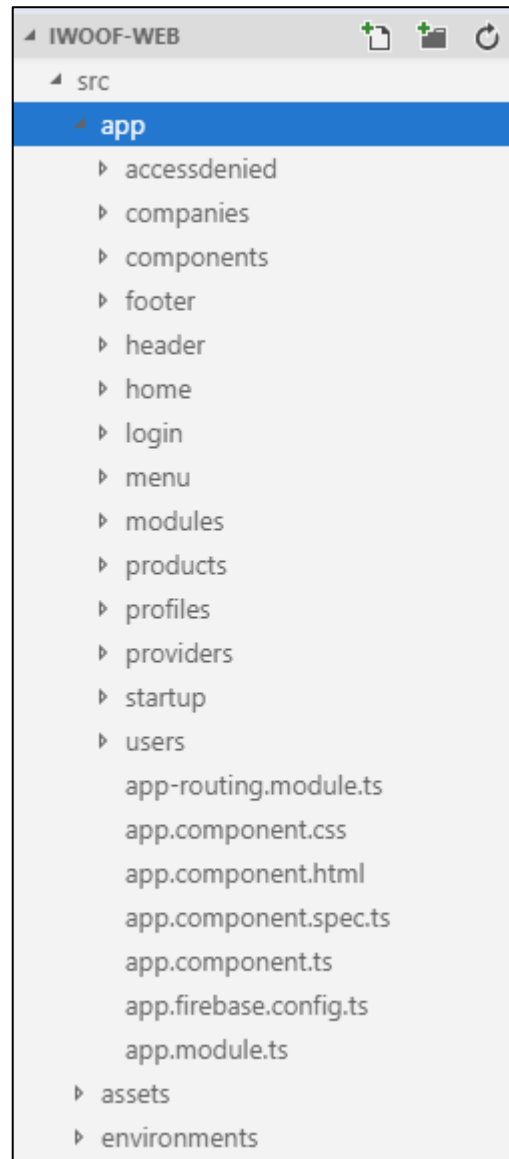 IWOOF-WEB
src
app
accessdenied
companies
components
footer
header
home
login
menu
modules
products
profiles
providers
startup
users
app-routing.module.ts
app.component.css
app.component.html
app.component.spec.ts
app.component.ts
app.firebase.config.ts
app.module.ts
assets
environments